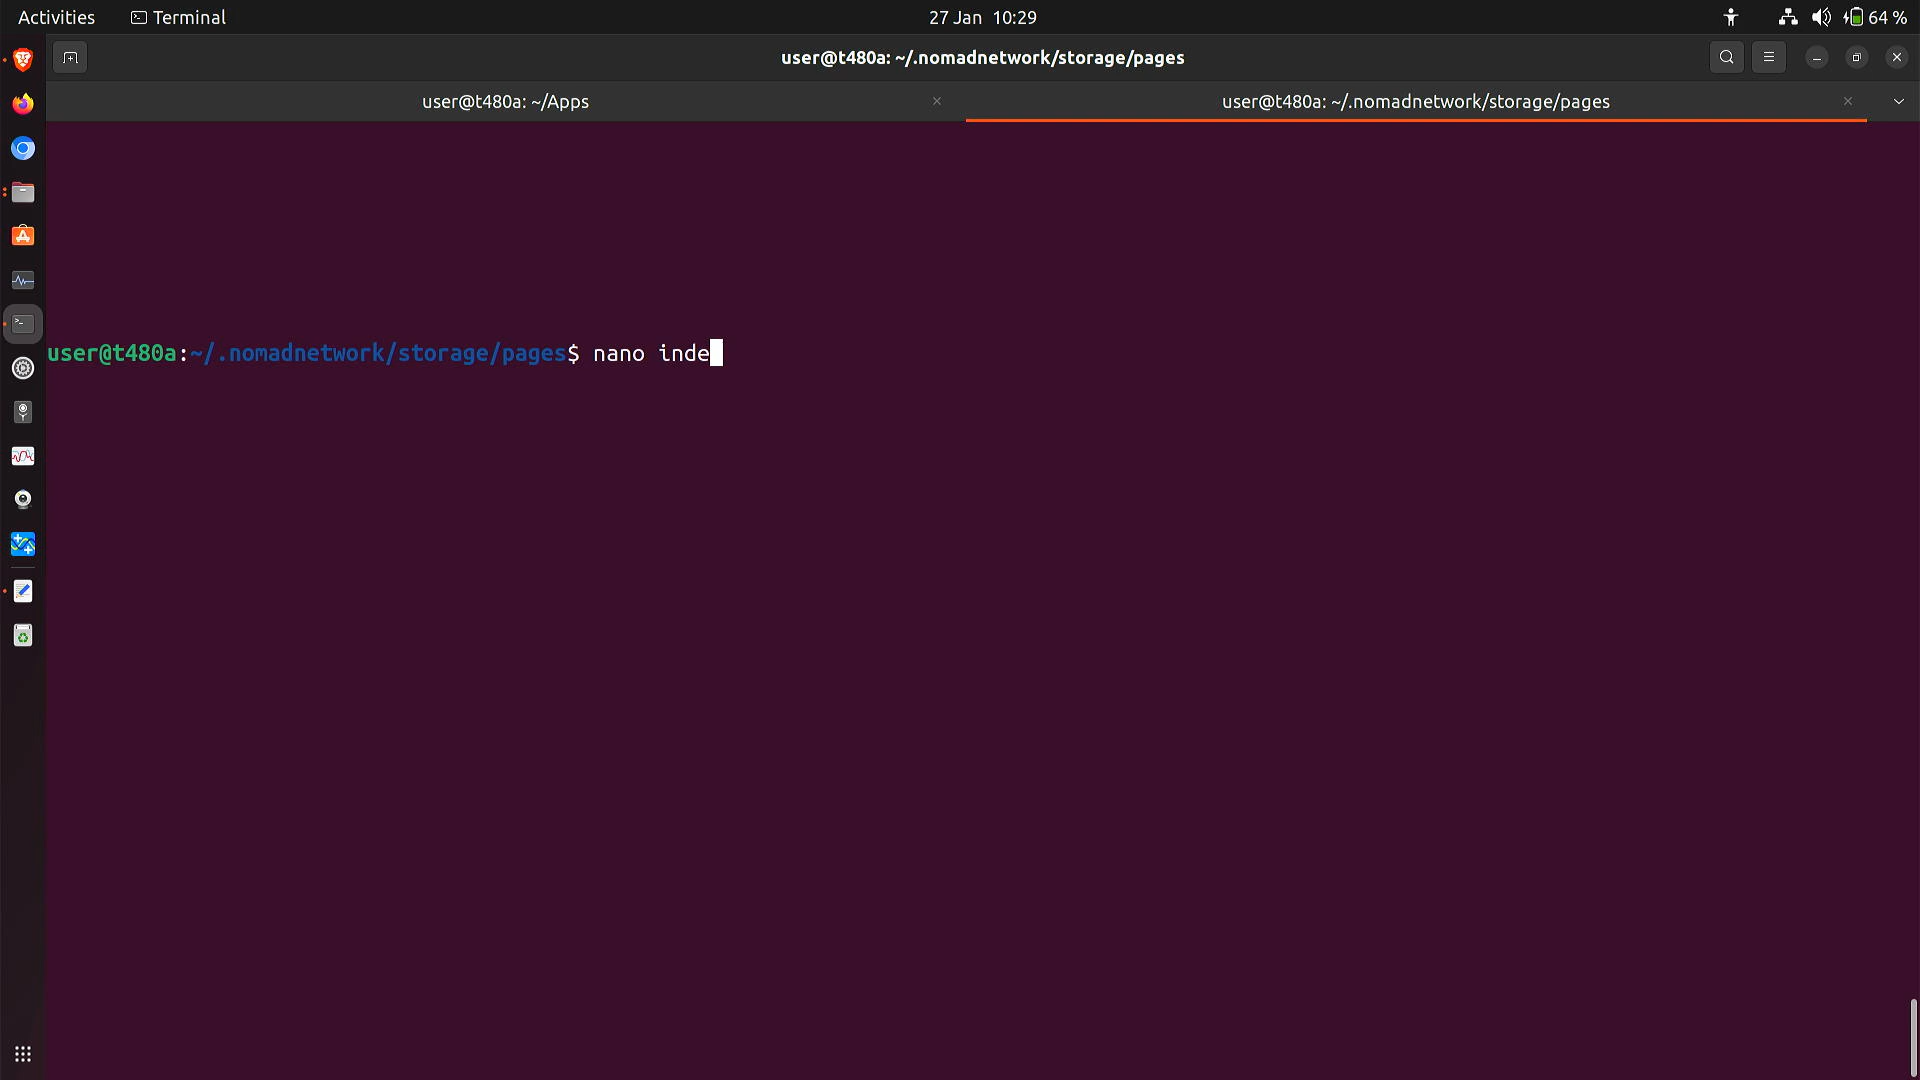 Activities Terminal 27 Jan 10:29 64 %
user@t480a: ~/.nomadnetwork/storage/pages
user@t480a: ~/Apps user@t480a: ~/.nomadnetwork/storage/pages
user@t480a:~/.nomadnetwork/storage/pages$ nano inde